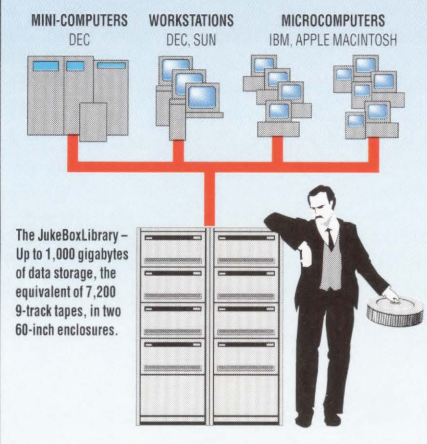 MINI-COMPUTERS
DEC
WORKSTATIONS
DEC, SUN
MICROCOMPUTERS
IBM, APPLE MACINTOSH
The JukeBoxLibrary –
Up to 1,000 gigabytes
of data storage, the
equivalent of 7,200
9-track tapes, in two
60-inch enclosures.